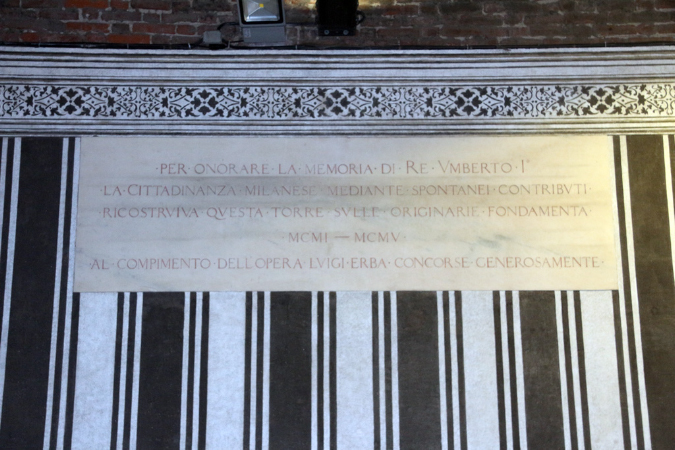 ·PER·ONORARE·LA·MEMORIA·DI·RE·VMBERTO·I°
LA·CITTADINANZA·MILANESE·MEDIANTE·SPONTANEI·CONTRIBVTI·
RICOSTRVIVA·QVESTA·TORRE·SVLLE·ORIGINARIE·FONDAMENTA
·MCMI—MCMV·
AL·COMPIMENTO·DELL'OPERA·LVIGI·ERBA·CONCORSE·GENEROSAMENTE·